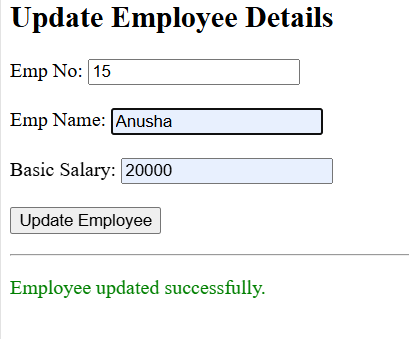 Update Employee Details
Emp No: 15
Emp Name: Anusha
Basic Salary: 20000
Update Employee
Employee updated successfully.